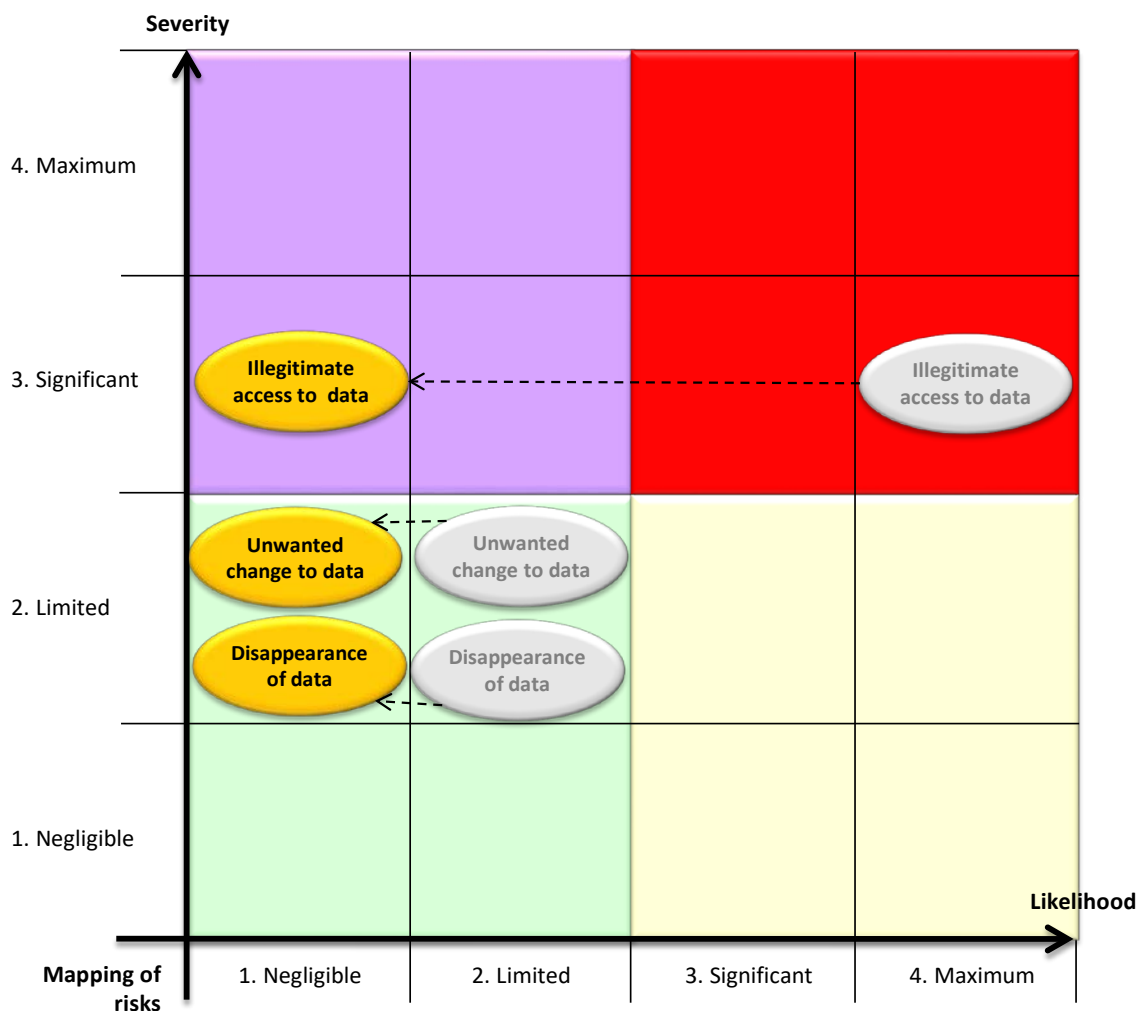 Severity
4. Maximum
3. Significant
Illegitimate
access to  data
Illegitimate
access to data
Unwanted
change to data
Unwanted
change to data
2. Limited
Disappearance
of data
Disappearance
of data
1. Negligible
Likelihood
Mapping of
risks
1. Negligible
2. Limited
3. Significant
4. Maximum